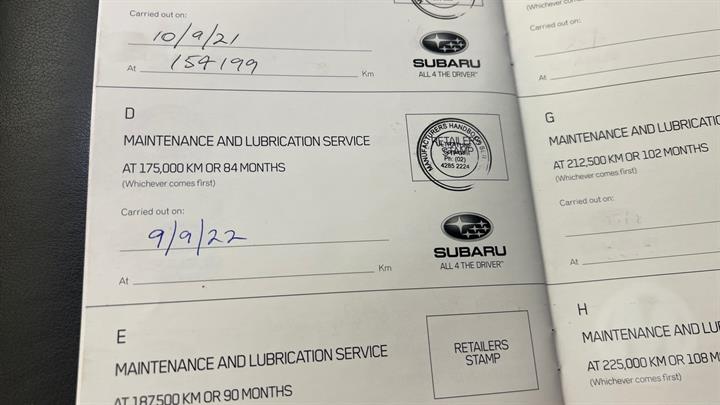 Carried out on:
10/9/21
At 154199 Km
SUBARU
ALL 4 THE DRIVER™
D
MAINTENANCE AND LUBRICATION SERVICE
AT 175,000 KM OR 84 MONTHS
(Whichever comes first)
RETAILERS
STAMP
MANUFACTURERS HANDBOOK
Ph: (02)
4285 2224
Carried out on:
9/9/22
At Km
SUBARU
ALL 4 THE DRIVER™
E
MAINTENANCE AND LUBRICATION SERVICE
AT 187,500 KM OR 90 MONTHS
RETAILERS
STAMP
(Whichever
Carried out on:
At
G
MAINTENANCE AND LUBRICATIO
AT 212,500 KM OR 102 MONTHS
(Whichever comes first)
Carried out on:
At
H
MAINTENANCE AND LU
AT 225,000 KM OR 108 M
(Whichever comes first)